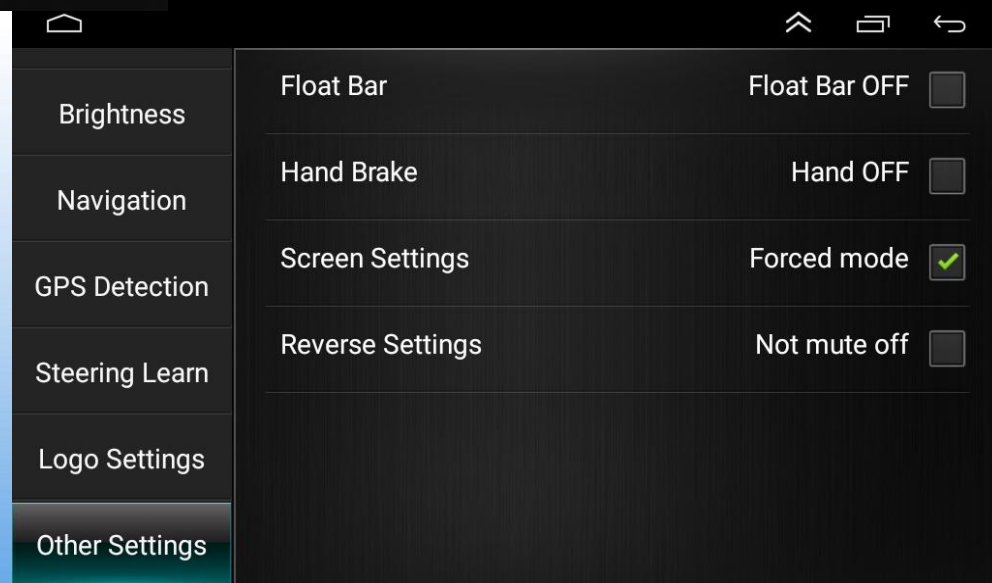 Brightness
Navigation
GPS Detection
Steering Learn
Logo Settings
Other Settings
Float Bar Float Bar OFF
Hand Brake Hand OFF
Screen Settings Forced mode
Reverse Settings Not mute off